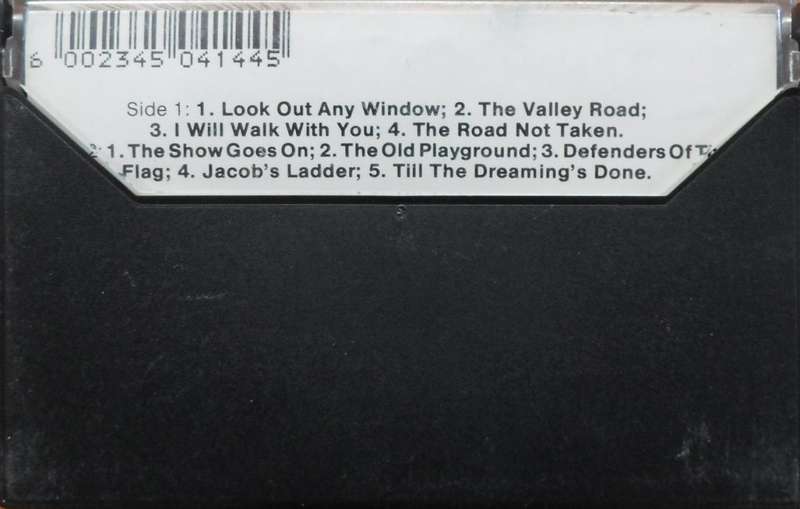 6 002345 041445
Side 1: 1. Look Out Any Window; 2. The Valley Road;
3. I Will Walk With You; 4. The Road Not Taken.
2: 1. The Show Goes On; 2. The Old Playground; 3. Defenders Of
Flag; 4. Jacob's Ladder; 5. Till The Dreaming's Done.